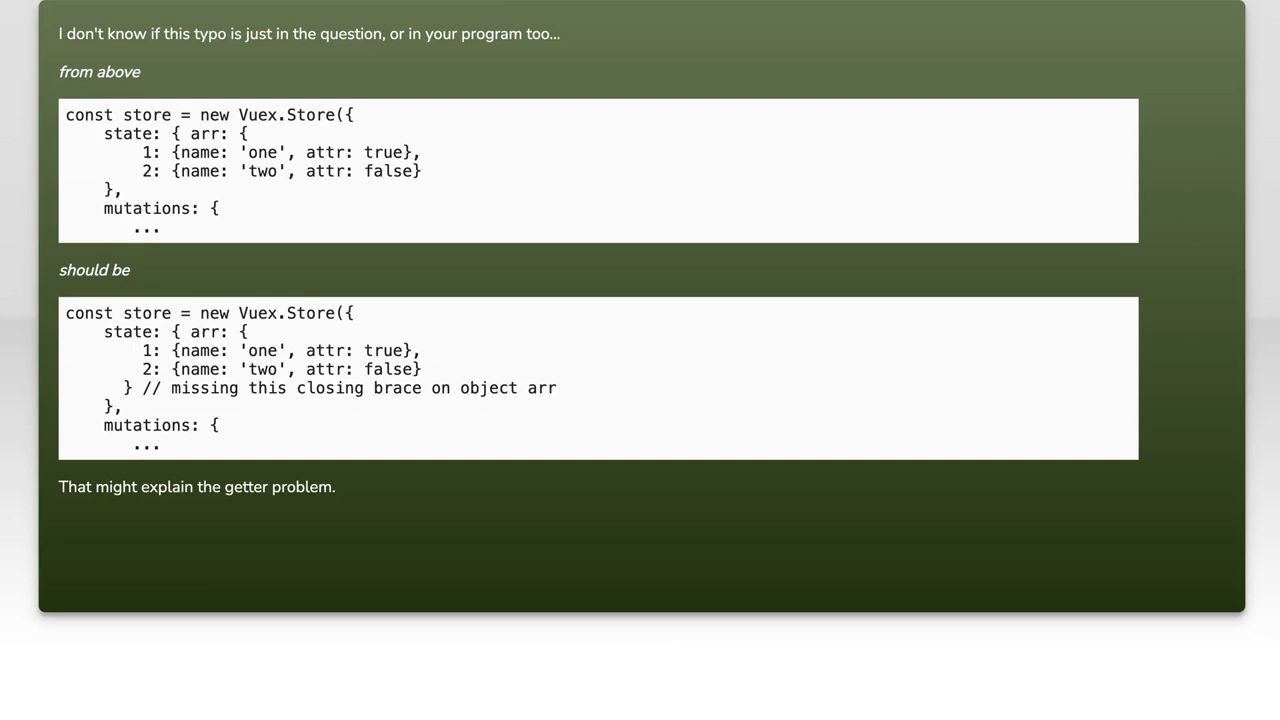 I don't know if this typo is just in the question, or in your program too...
from above
const store = new Vuex.Store({
    state: { arr: {
        1: {name: 'one', attr: true},
        2: {name: 'two', attr: false}
    },
    mutations: {
       ...
should be
const store = new Vuex.Store({
    state: { arr: {
        1: {name: 'one', attr: true},
        2: {name: 'two', attr: false}
      } // missing this closing brace on object arr
    },
    mutations: {
       ...
That might explain the getter problem.